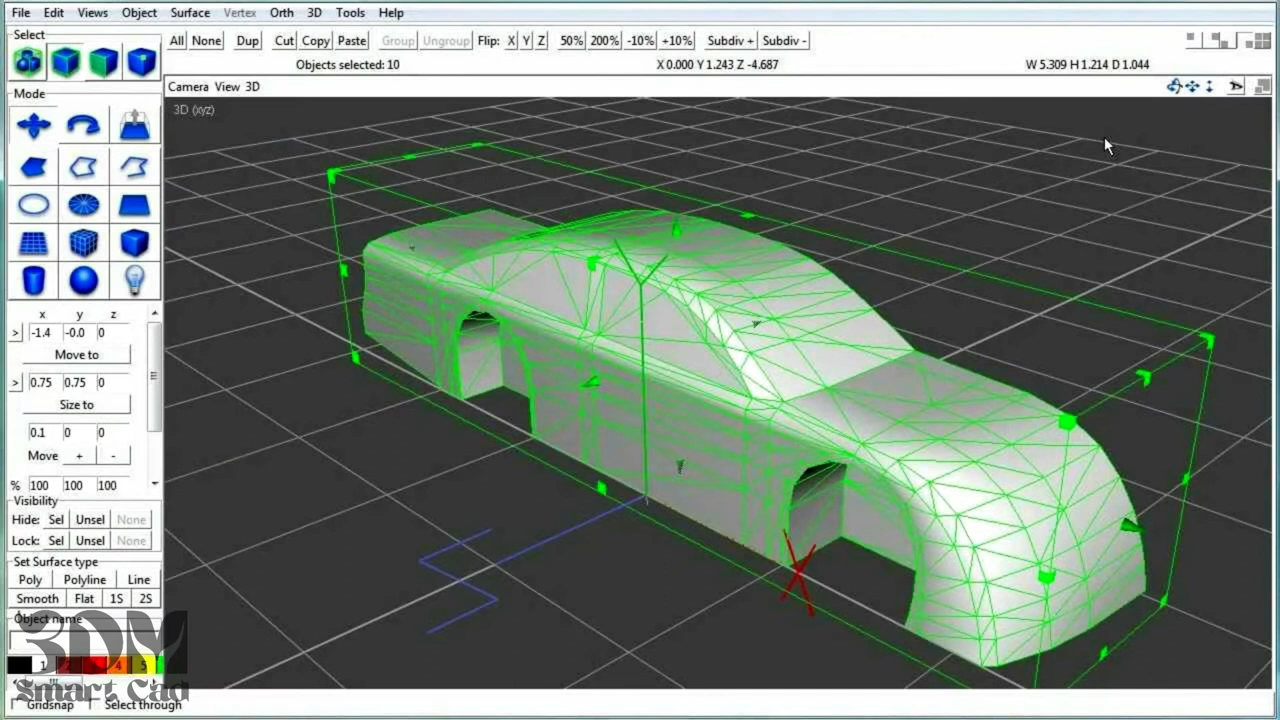 File Edit Views Object Surface Vertex Orth 3D Tools Help
Select
All None Dup Cut Copy Paste Group Ungroup Flip: X Y Z 50% 200% -10% +10% Subdiv + Subdiv -
Objects selected: 10 X 0.000 Y 1.243 Z -4.687 W 5.309 H 1.214 D 1.044
Camera View 3D
Mode
3D (xyz)
x y z
> -1.4 -0.0 0
Move to
> 0.75 0.75 0
Size to
0.1 0 0
Move + -
% 100 100 100
Visibility
Hide: Sel Unsel None
Lock: Sel Unsel None
Set Surface type
Poly Polyline Line
Smooth Flat 1S 2S
Object name
3DM
1 4 5
Smart Cad
Gridsnap Select through